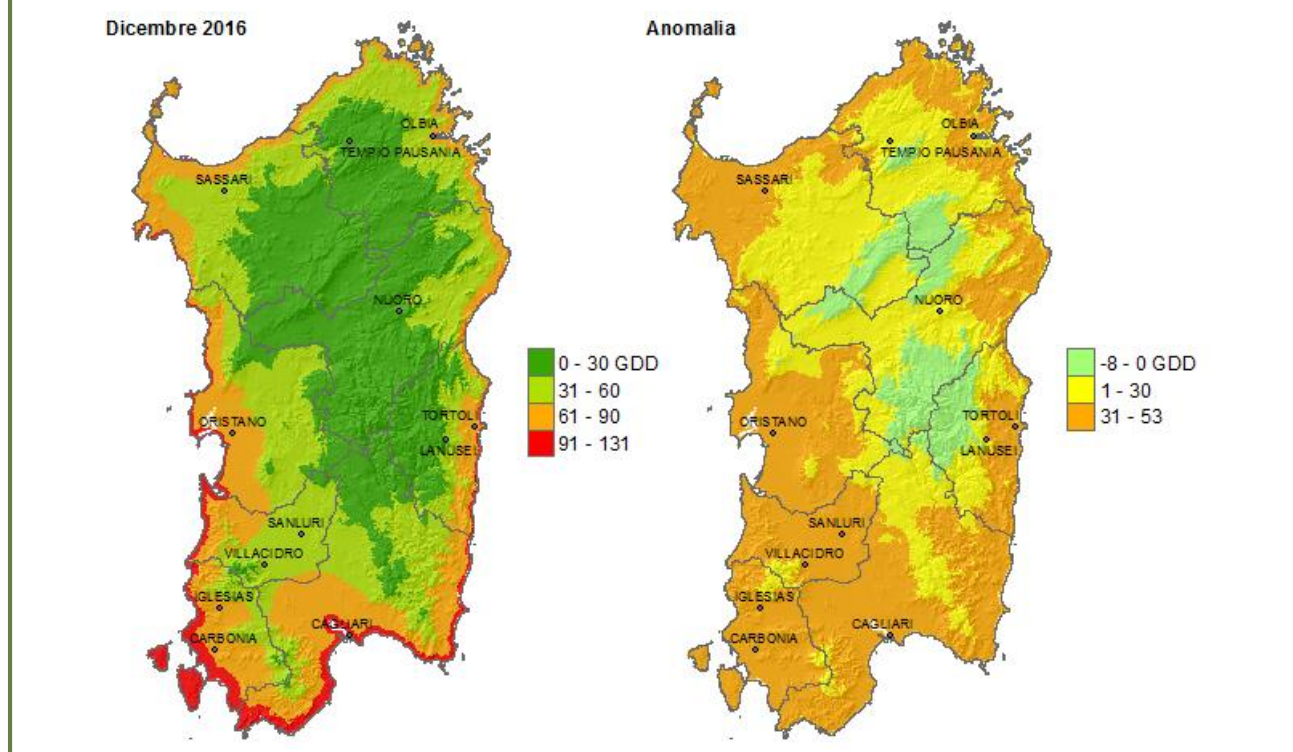 Dicembre 2016
OLBIA
TEMPIO PAUSANIA
SASSARI
NUORO
ORISTANO
TORTOLI
LANUSEI
SANLURI
VILLACIDRO
IGLESIAS
CAGLIARI
CARBONIA
0 - 30 GDD
31 - 60
61 - 90
91 - 131
Anomalia
OLBIA
TEMPIO PAUSANIA
SASSARI
NUORO
ORISTANO
TORTOLI
LANUSEI
SANLURI
VILLACIDRO
IGLESIAS
CAGLIARI
CARBONIA
-8 - 0 GDD
1 - 30
31 - 53